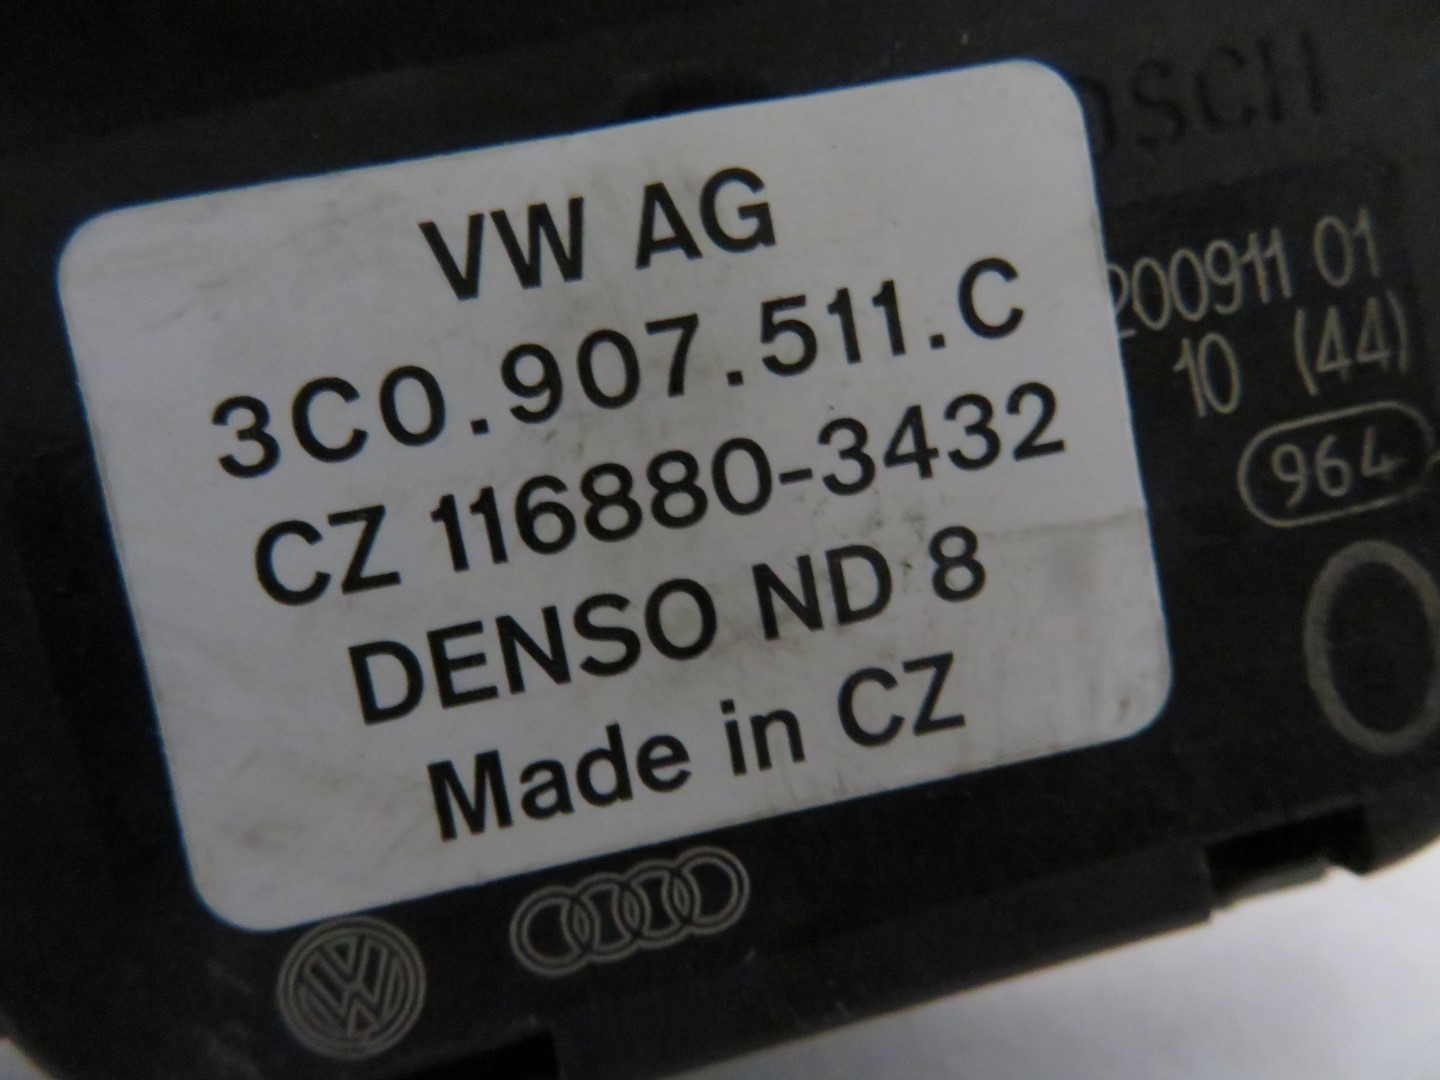 VW AG
3C0.907.511.C
CZ 116880-3432
DENSO ND 8
Made in CZ
OSCH
200911 01
10 (44)
964